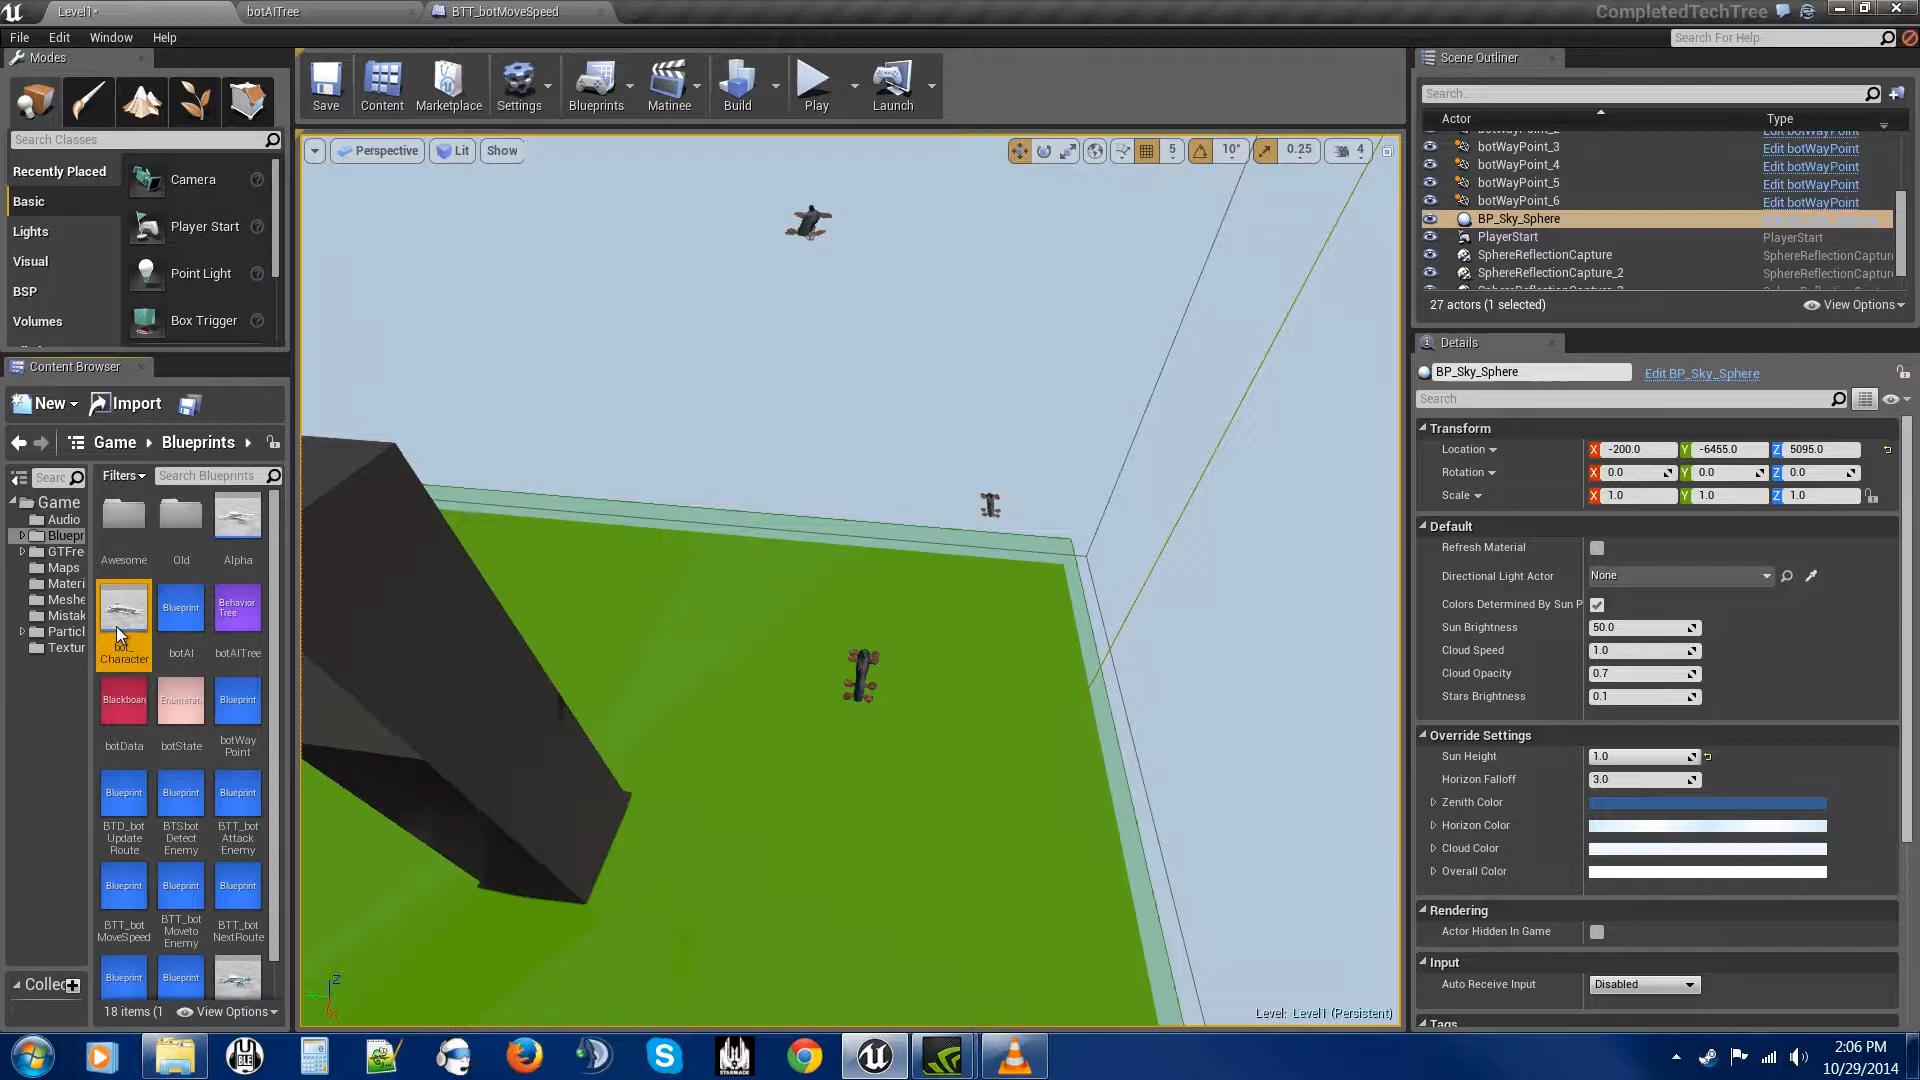 Level1*
botAITree
BTT_botMoveSpeed
CompletedTechTree
File Edit Window Help
Search For Help
Modes
Search Classes
Recently Placed
Basic
Lights
Visual
BSP
Volumes
Camera
Player Start
Point Light
Box Trigger
Save
Content
Marketplace
Settings
Blueprints
Matinee
Build
Play
Launch
Perspective
Lit
Show
5
10°
0.25
4
Level: Level1 (Persistent)
Content Browser
New
Import
Game
Blueprints
Filters
Search Blueprints
Game
Audio
Bluepr
GTFre
Maps
Materi
Meshe
Mistak
Particl
Textur
Collec
Awesome
Old
Alpha
bot_
Character
Blueprint
botAI
Behavior
Tree
botAITree
Blackboard
botData
Enumerati
botState
Blueprint
botWay
Point
Blueprint
BTD_bot
Update
Route
Blueprint
BTSbot
Detect
Enemy
Blueprint
BTT_bot
Attack
Enemy
Blueprint
BTT_bot
MoveSpeed
Blueprint
BTT_bot
Moveto
Enemy
Blueprint
BTT_bot
NextRoute
Blueprint
Blueprint
18 items (1
View Options
Scene Outliner
Search...
Actor
Type
botWayPoint_3
Edit botWayPoint
botWayPoint_4
Edit botWayPoint
botWayPoint_5
Edit botWayPoint
botWayPoint_6
Edit botWayPoint
BP_Sky_Sphere
PlayerStart
PlayerStart
SphereReflectionCapture
SphereReflectionCapture
SphereReflectionCapture_2
SphereReflectionCapture
27 actors (1 selected)
View Options
Details
BP_Sky_Sphere
Edit BP_Sky_Sphere
Search
Transform
Location X -200.0 Y -6455.0 Z 5095.0
Rotation X 0.0 Y 0.0 Z 0.0
Scale X 1.0 Y 1.0 Z 1.0
Default
Refresh Material
Directional Light Actor None
Colors Determined By Sun P
Sun Brightness 50.0
Cloud Speed 1.0
Cloud Opacity 0.7
Stars Brightness 0.1
Override Settings
Sun Height 1.0
Horizon Falloff 3.0
Zenith Color
Horizon Color
Cloud Color
Overall Color
Rendering
Actor Hidden In Game
Input
Auto Receive Input Disabled
Tags
2:06 PM
10/29/2014